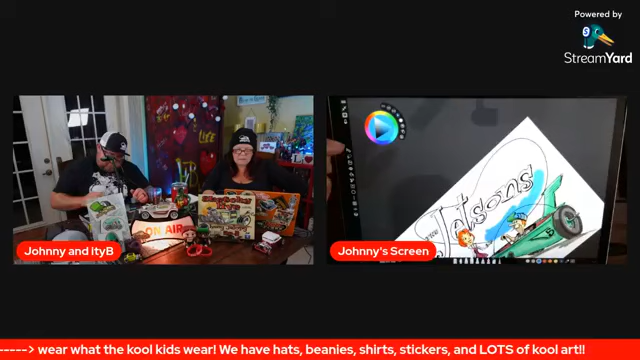 Powered by
StreamYard
ON AIR
Johnny and ityB
THE Jetsons
Johnny's Screen
-----> wear what the kool kids wear! We have hats, beanies, shirts, stickers, and LOTS of kool art!!